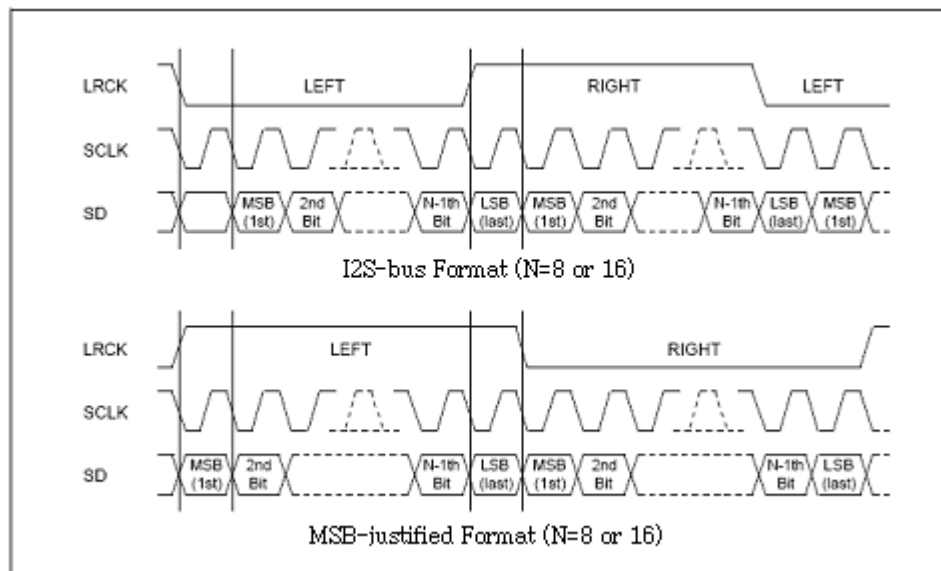 LRCK LEFT RIGHT LEFT
SCLK
SD MSB (1st) 2nd Bit N-1th Bit LSB (last) MSB (1st) 2nd Bit N-1th Bit LSB (last) MSB (1st)
I2S-bus Format (N=8 or 16)
LRCK LEFT RIGHT
SCLK
SD MSB (1st) 2nd Bit N-1th Bit LSB (last) MSB (1st) 2nd Bit N-1th Bit LSB (last)
MSB-justified Format (N=8 or 16)